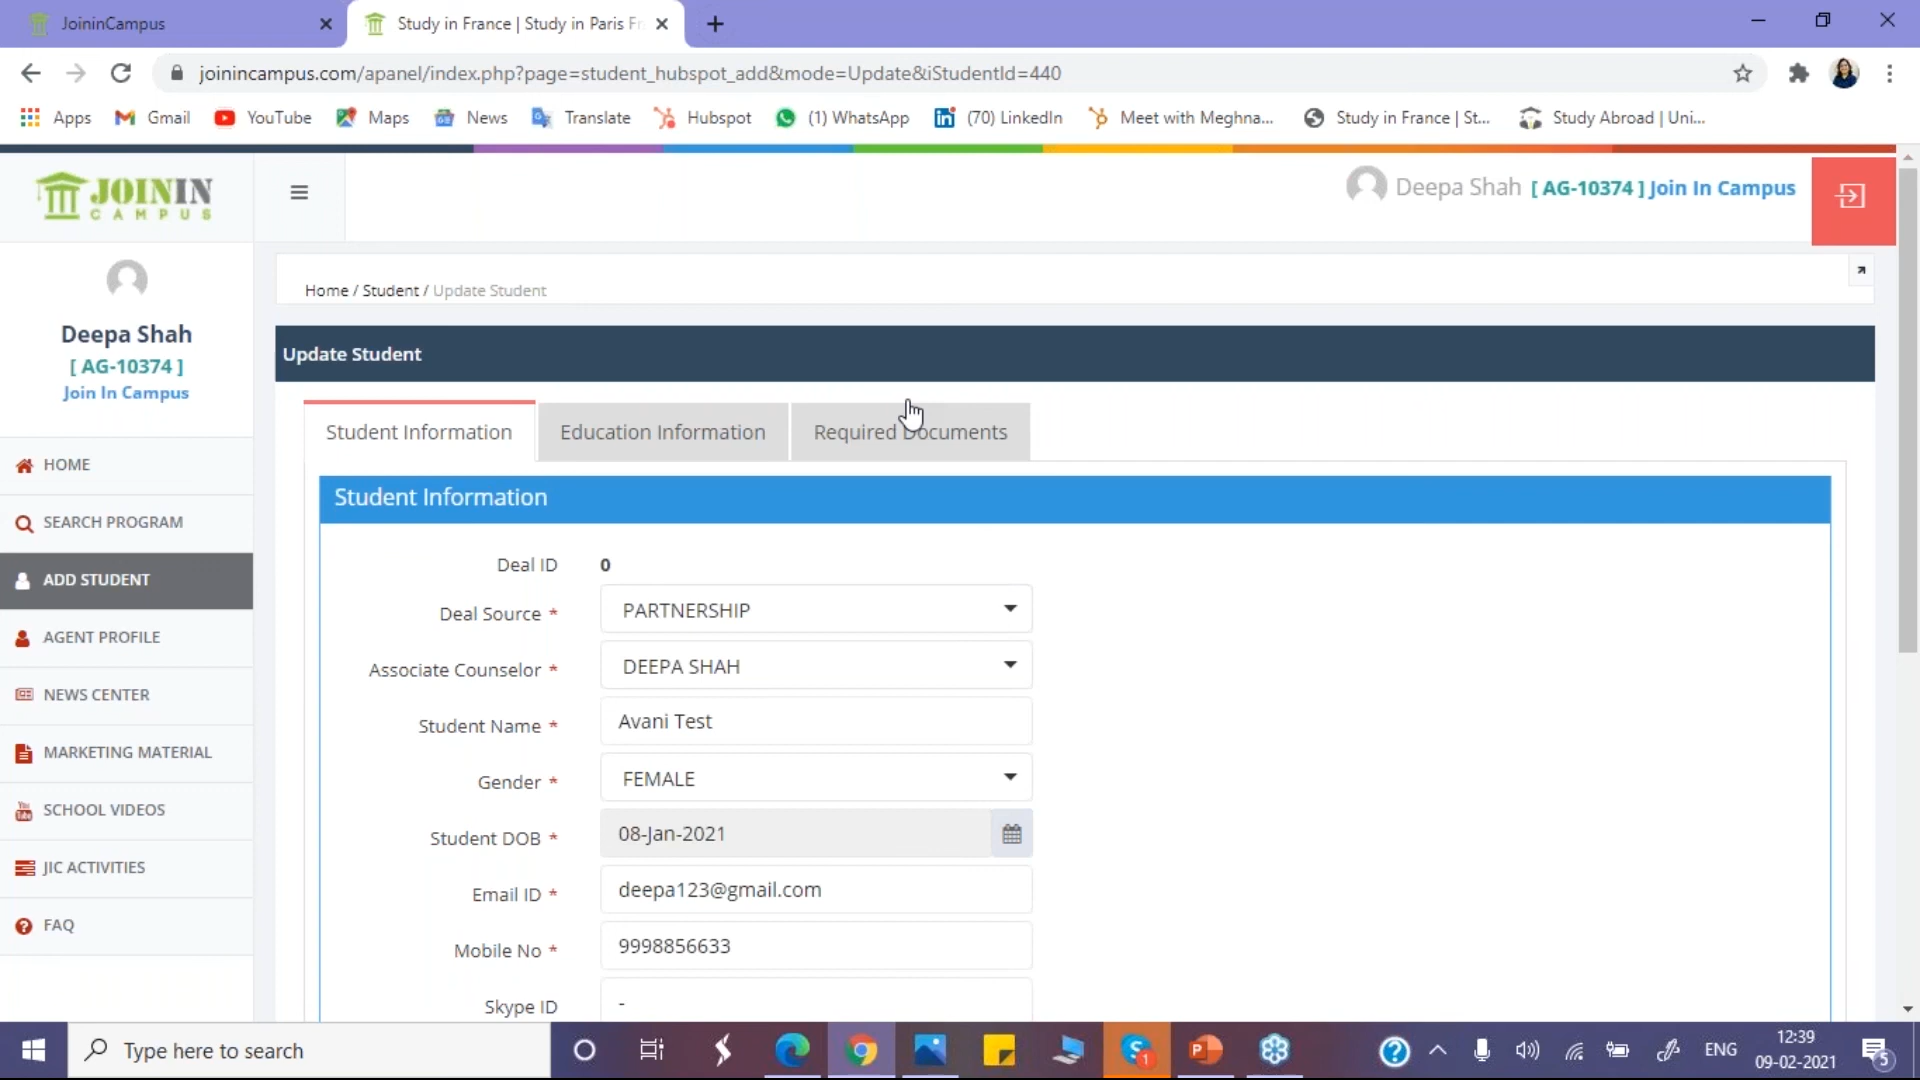 JoininCampus
Study in France | Study in Paris Fr
joinincampus.com/apanel/index.php?page=student_hubspot_add&mode=Update&iStudentId=440
Apps
Gmail
YouTube
Maps
News
Translate
Hubspot
(1) WhatsApp
(70) LinkedIn
Meet with Meghna...
Study in France | St...
Study Abroad | Uni...
JOININ
CAMPUS
Deepa Shah [ AG-10374 ] Join In Campus
Deepa Shah
[ AG-10374 ]
Join In Campus
HOME
SEARCH PROGRAM
ADD STUDENT
AGENT PROFILE
NEWS CENTER
MARKETING MATERIAL
SCHOOL VIDEOS
JIC ACTIVITIES
FAQ
Home / Student / Update Student
Update Student
Student Information
Education Information
Required Documents
Student Information
Deal ID 0
Deal Source * PARTNERSHIP
Associate Counselor * DEEPA SHAH
Student Name * Avani Test
Gender * FEMALE
Student DOB * 08-Jan-2021
Email ID * deepa123@gmail.com
Mobile No * 9998856633
Skype ID -
Type here to search
1
ENG
12:39
09-02-2021
5